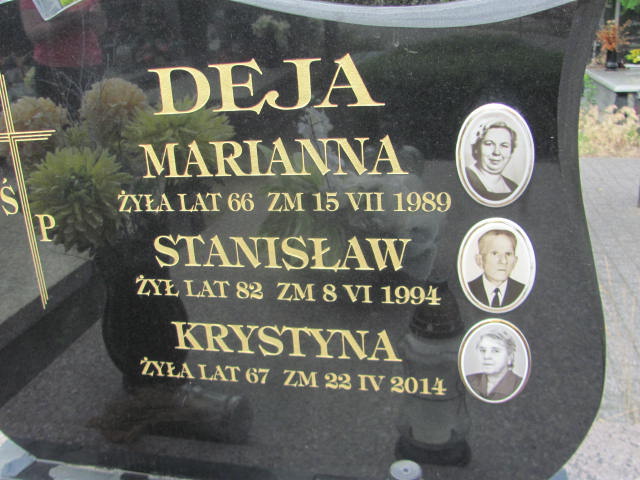 DEJA
Ś P
MARIANNA
ŻYŁA LAT 66 ZM 15 VII 1989
STANISŁAW
ŻYŁ LAT 82 ZM 8 VI 1994
KRYSTYNA
ŻYŁA LAT 67 ZM 22 IV 2014